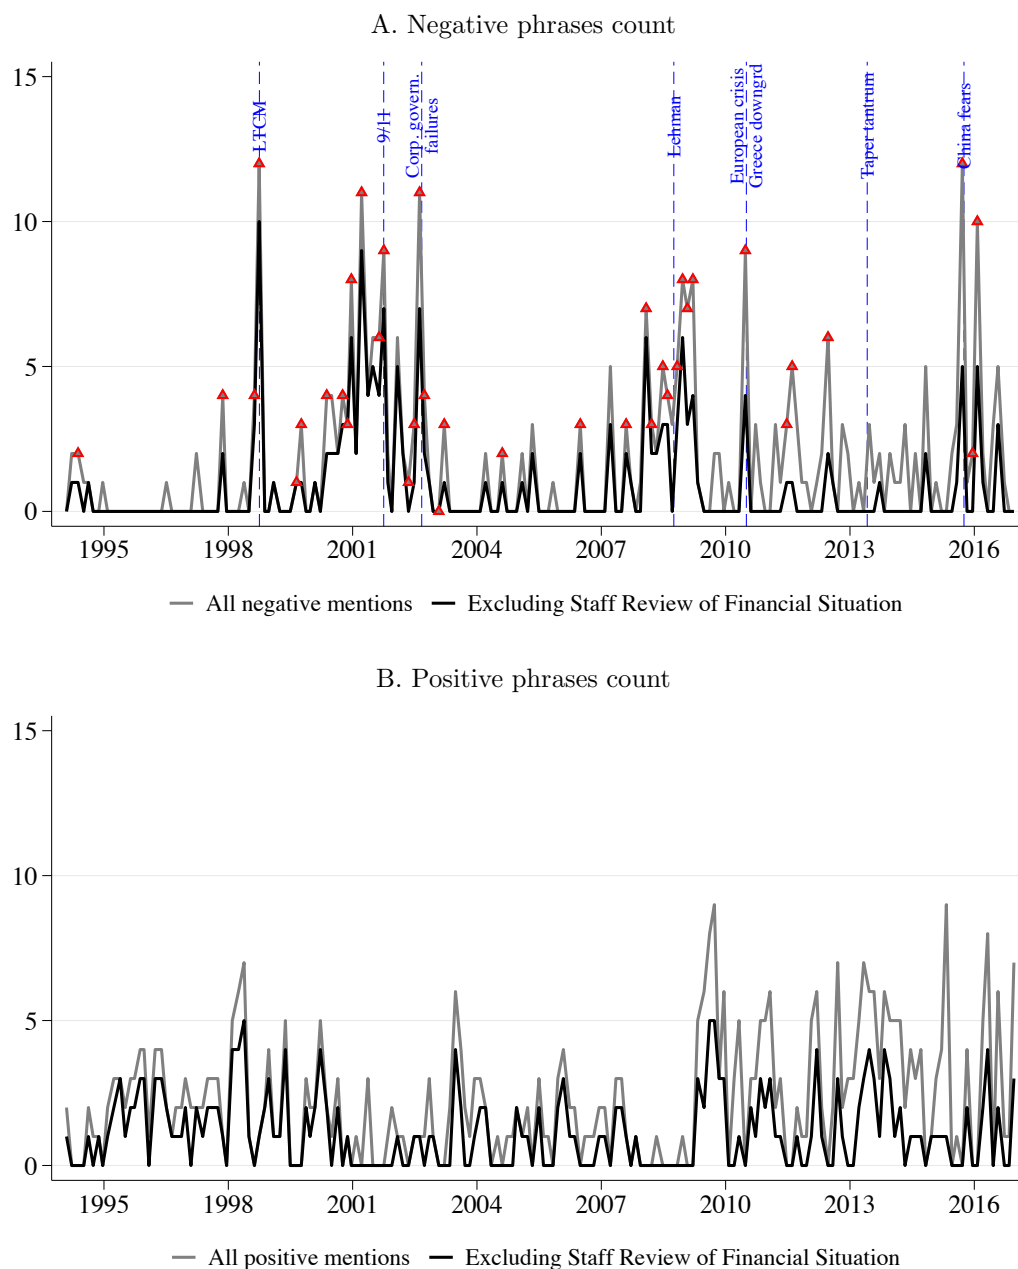 A. Negative phrases count
15
10
5
0
LTCM
9/11
Corp. govern.
failures
Lehman
European crisis
Greece downgrd
Taper tantrum
China fears
1995 1998 2001 2004 2007 2010 2013 2016
All negative mentions Excluding Staff Review of Financial Situation
B. Positive phrases count
15
10
5
0
1995 1998 2001 2004 2007 2010 2013 2016
All positive mentions Excluding Staff Review of Financial Situation